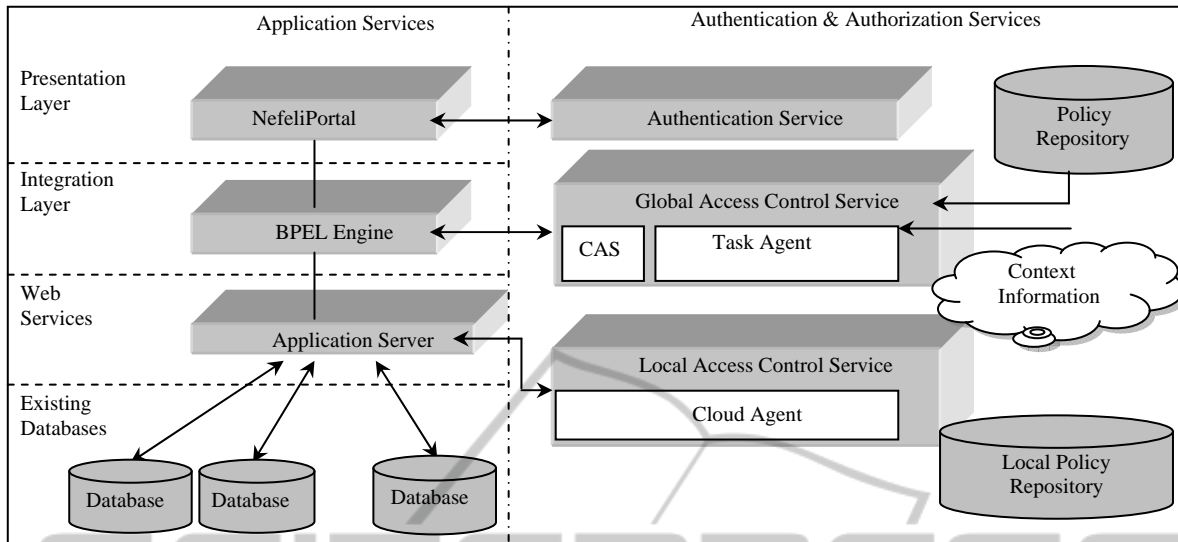 Application Services
Authentication & Authorization Services
Presentation
Layer
NefeliPortal
Authentication Service
Policy
Repository
Integration
Layer
BPEL Engine
Global Access Control Service
CAS
Task Agent
Context
Information
Web
Services
Application Server
Local Access Control Service
Cloud Agent
Existing
Databases
Database
Database
Database
Local Policy
Repository